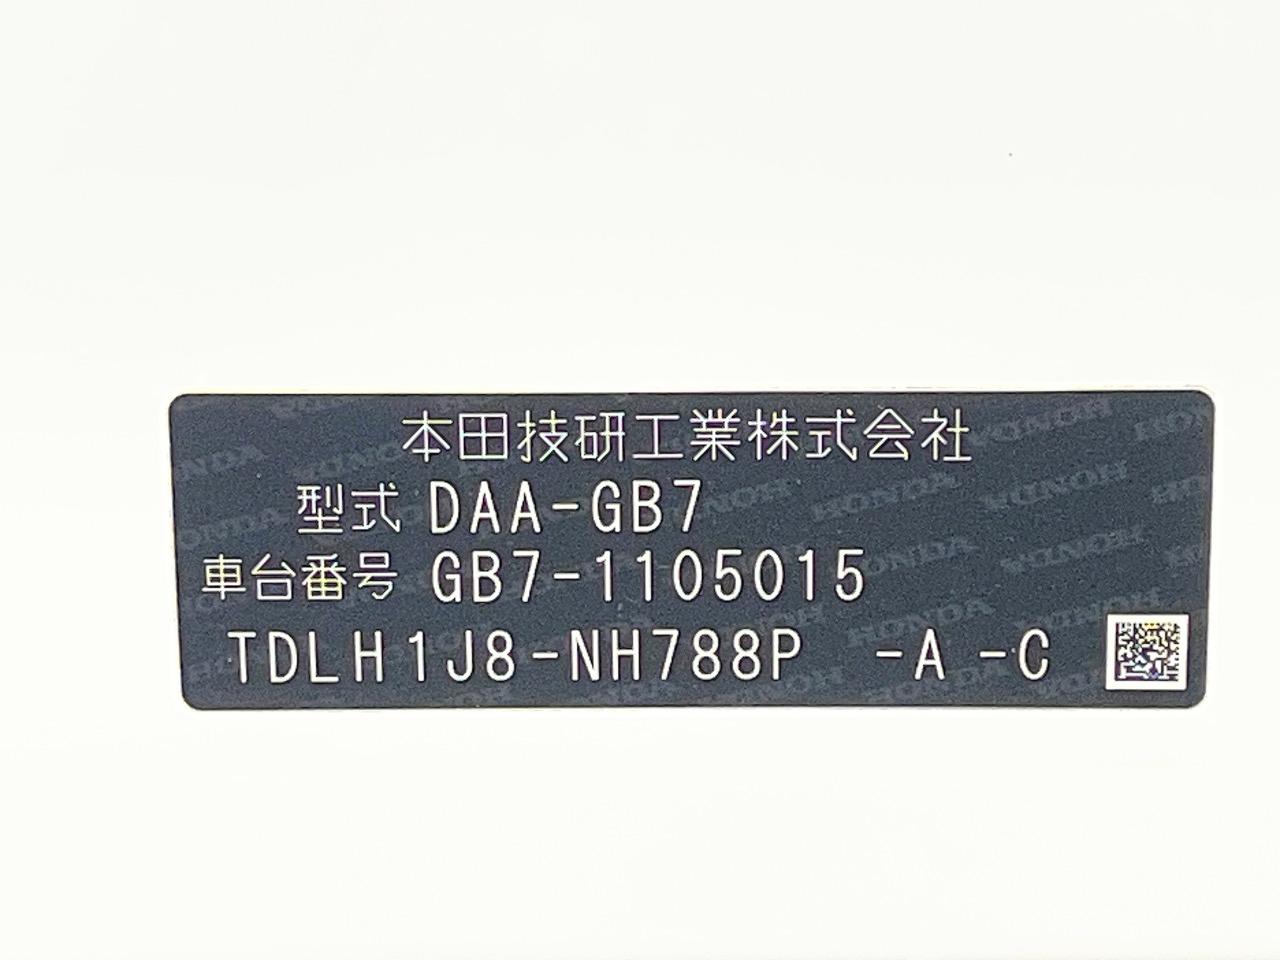 本田技研工業株式会社
型式 DAA-GB7
車台番号 GB7-1105015
TDLH1J8-NH788P -A -C